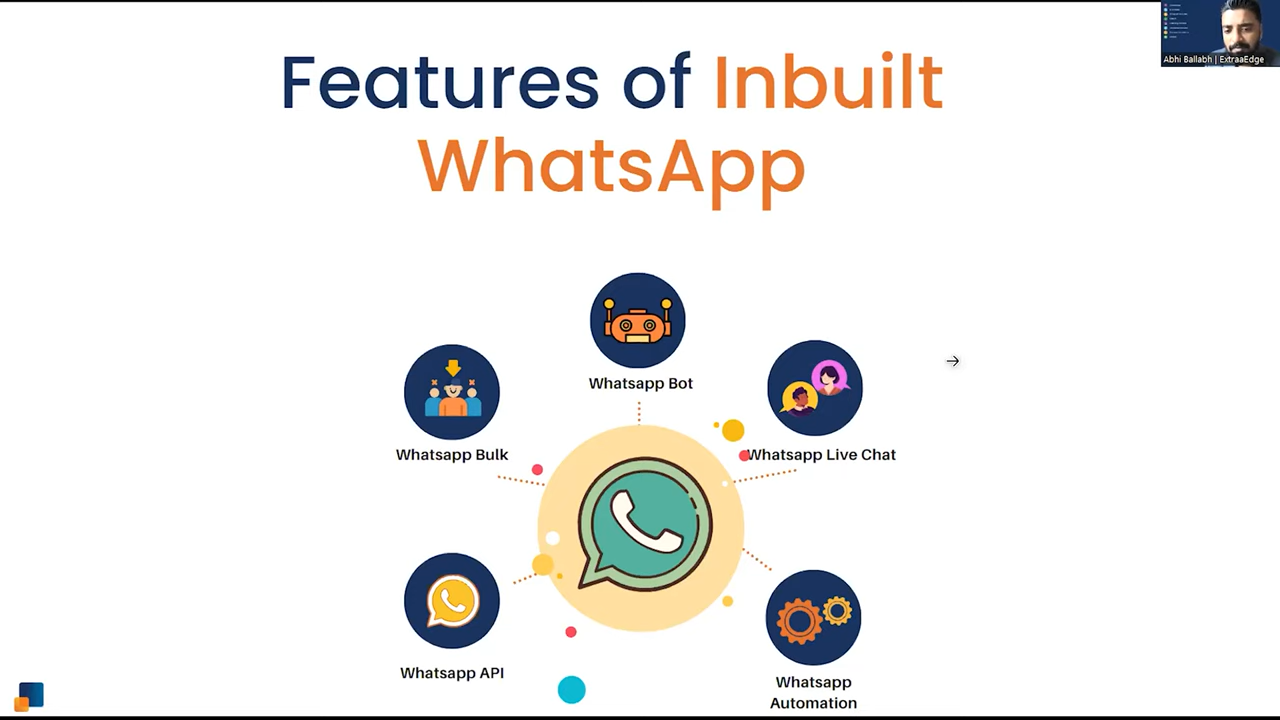 Features of Inbuilt
WhatsApp
Abhi Ballabh | ExtraaEdge
Whatsapp Bot
Whatsapp Bulk
Whatsapp Live Chat
Whatsapp API
Whatsapp
Automation